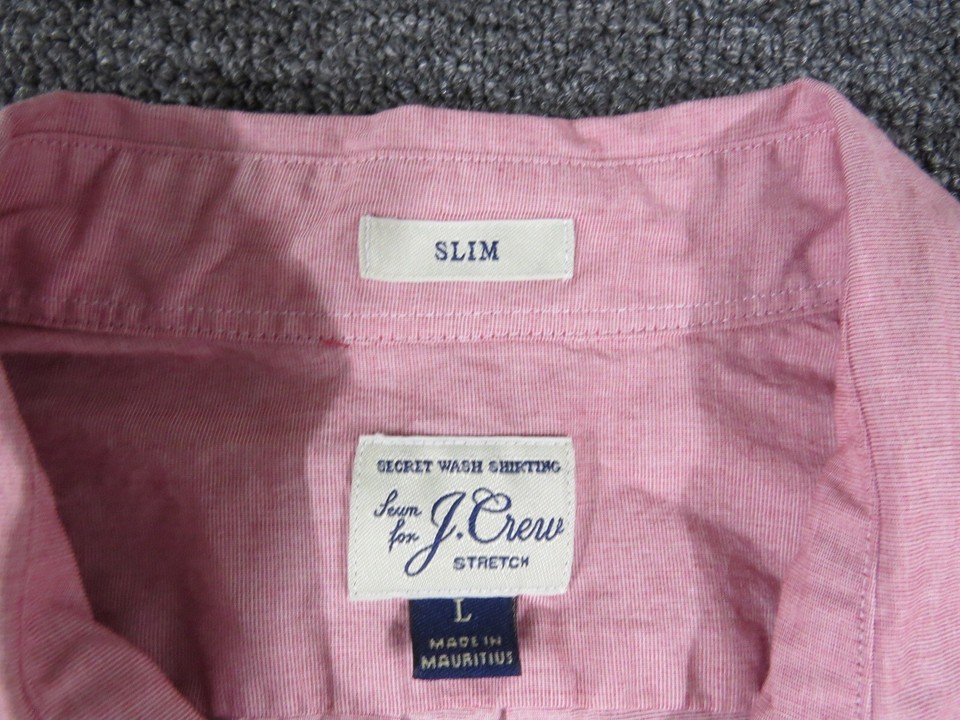 SLIM
SECRET WASH SHIRTING
Sewn
for J.Crew
STRETCH
L
MADE IN
MAURITIUS